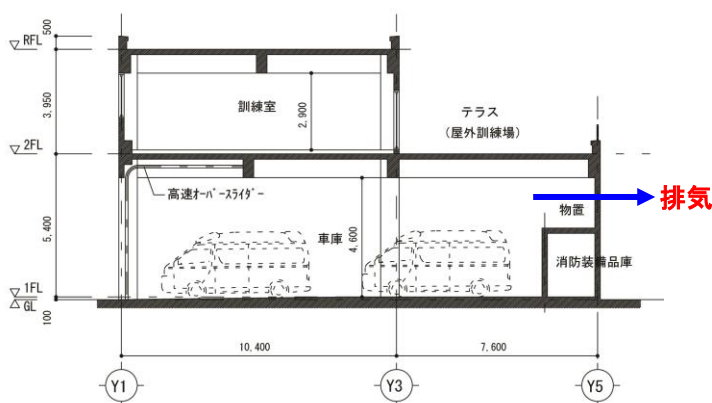 500
RFL
3,950
訓練室
2,900
テラス
(屋外訓練場)
2FL
高速オーバースライダー
排気
物置
5,400
車庫
4,600
消防装備品庫
1FL
GL
100
10,400
7,600
Y1
Y3
Y5